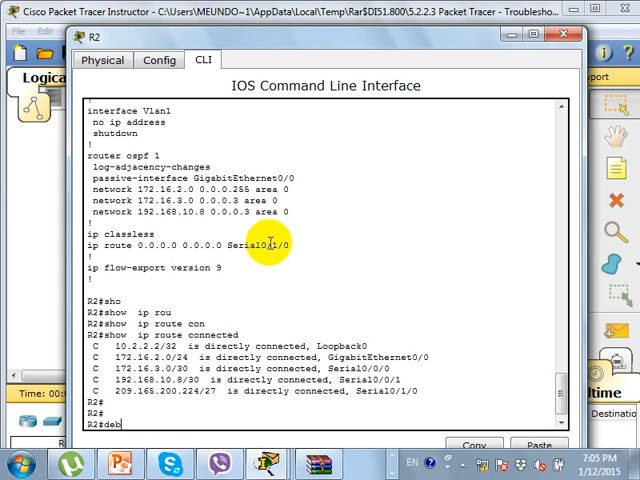 Cisco Packet Tracer Instructor - C:\Users\MEUNDO~1\AppData\Local\Temp\Rar$DI51.800\5.2.2.3 Packet Tracer - Troublesho...
File
Edit
R2
Physical
Config
CLI
Logica
IOS Command Line Interface
!
interface Vlan1
no ip address
shutdown
!
router ospf 1
log-adjacency-changes
passive-interface GigabitEthernet0/0
network 172.16.2.0 0.0.0.255 area 0
network 172.16.3.0 0.0.0.3 area 0
network 192.168.10.8 0.0.0.3 area 0
!
ip classless
ip route 0.0.0.0 0.0.0.0 Serial0/1/0
!
ip flow-export version 9
!
R2#sho
R2#show ip rou
R2#show ip route con
R2#show ip route connected
C 10.2.2.2/32 is directly connected, Loopback0
C 172.16.2.0/24 is directly connected, GigabitEthernet0/0
C 172.16.3.0/30 is directly connected, Serial0/0/0
C 192.168.10.8/30 is directly connected, Serial0/0/1
C 209.165.200.224/27 is directly connected, Serial0/1/0
R2#
R2#
R2#deb
Copy
Paste
port
Time: 00:
ltime
Destinatio
EN
7:05 PM
1/12/2015